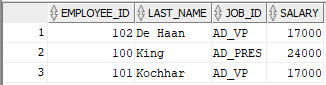 EMPLOYEE_ID LAST_NAME JOB_ID SALARY
1 102 De Haan AD_VP 17000
2 100 King AD_PRES 24000
3 101 Kochhar AD_VP 17000